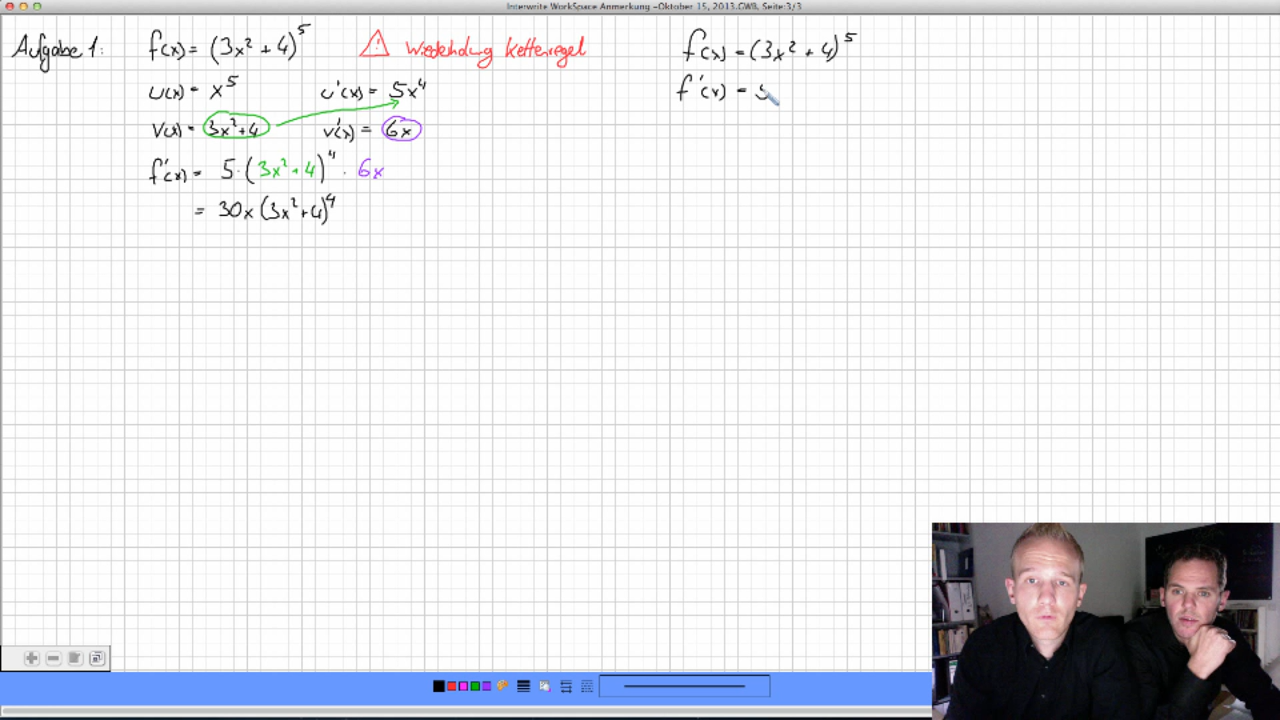 Interwrite WorkSpace Anmerkung -Oktober 15, 2013.GWB, Seite:3/3
Aufgabe 1: f(x) = (3x² + 4)⁵ ! Wiederholung Kettenregel
u(x) = x⁵ u'(x) = 5x⁴
v(x) = 3x²+4 v'(x) = 6x
f'(x) = 5·(3x² + 4)⁴ · 6x
= 30x (3x²+4)⁴
f(x) = (3x² + 4)⁵
f'(x) = 5